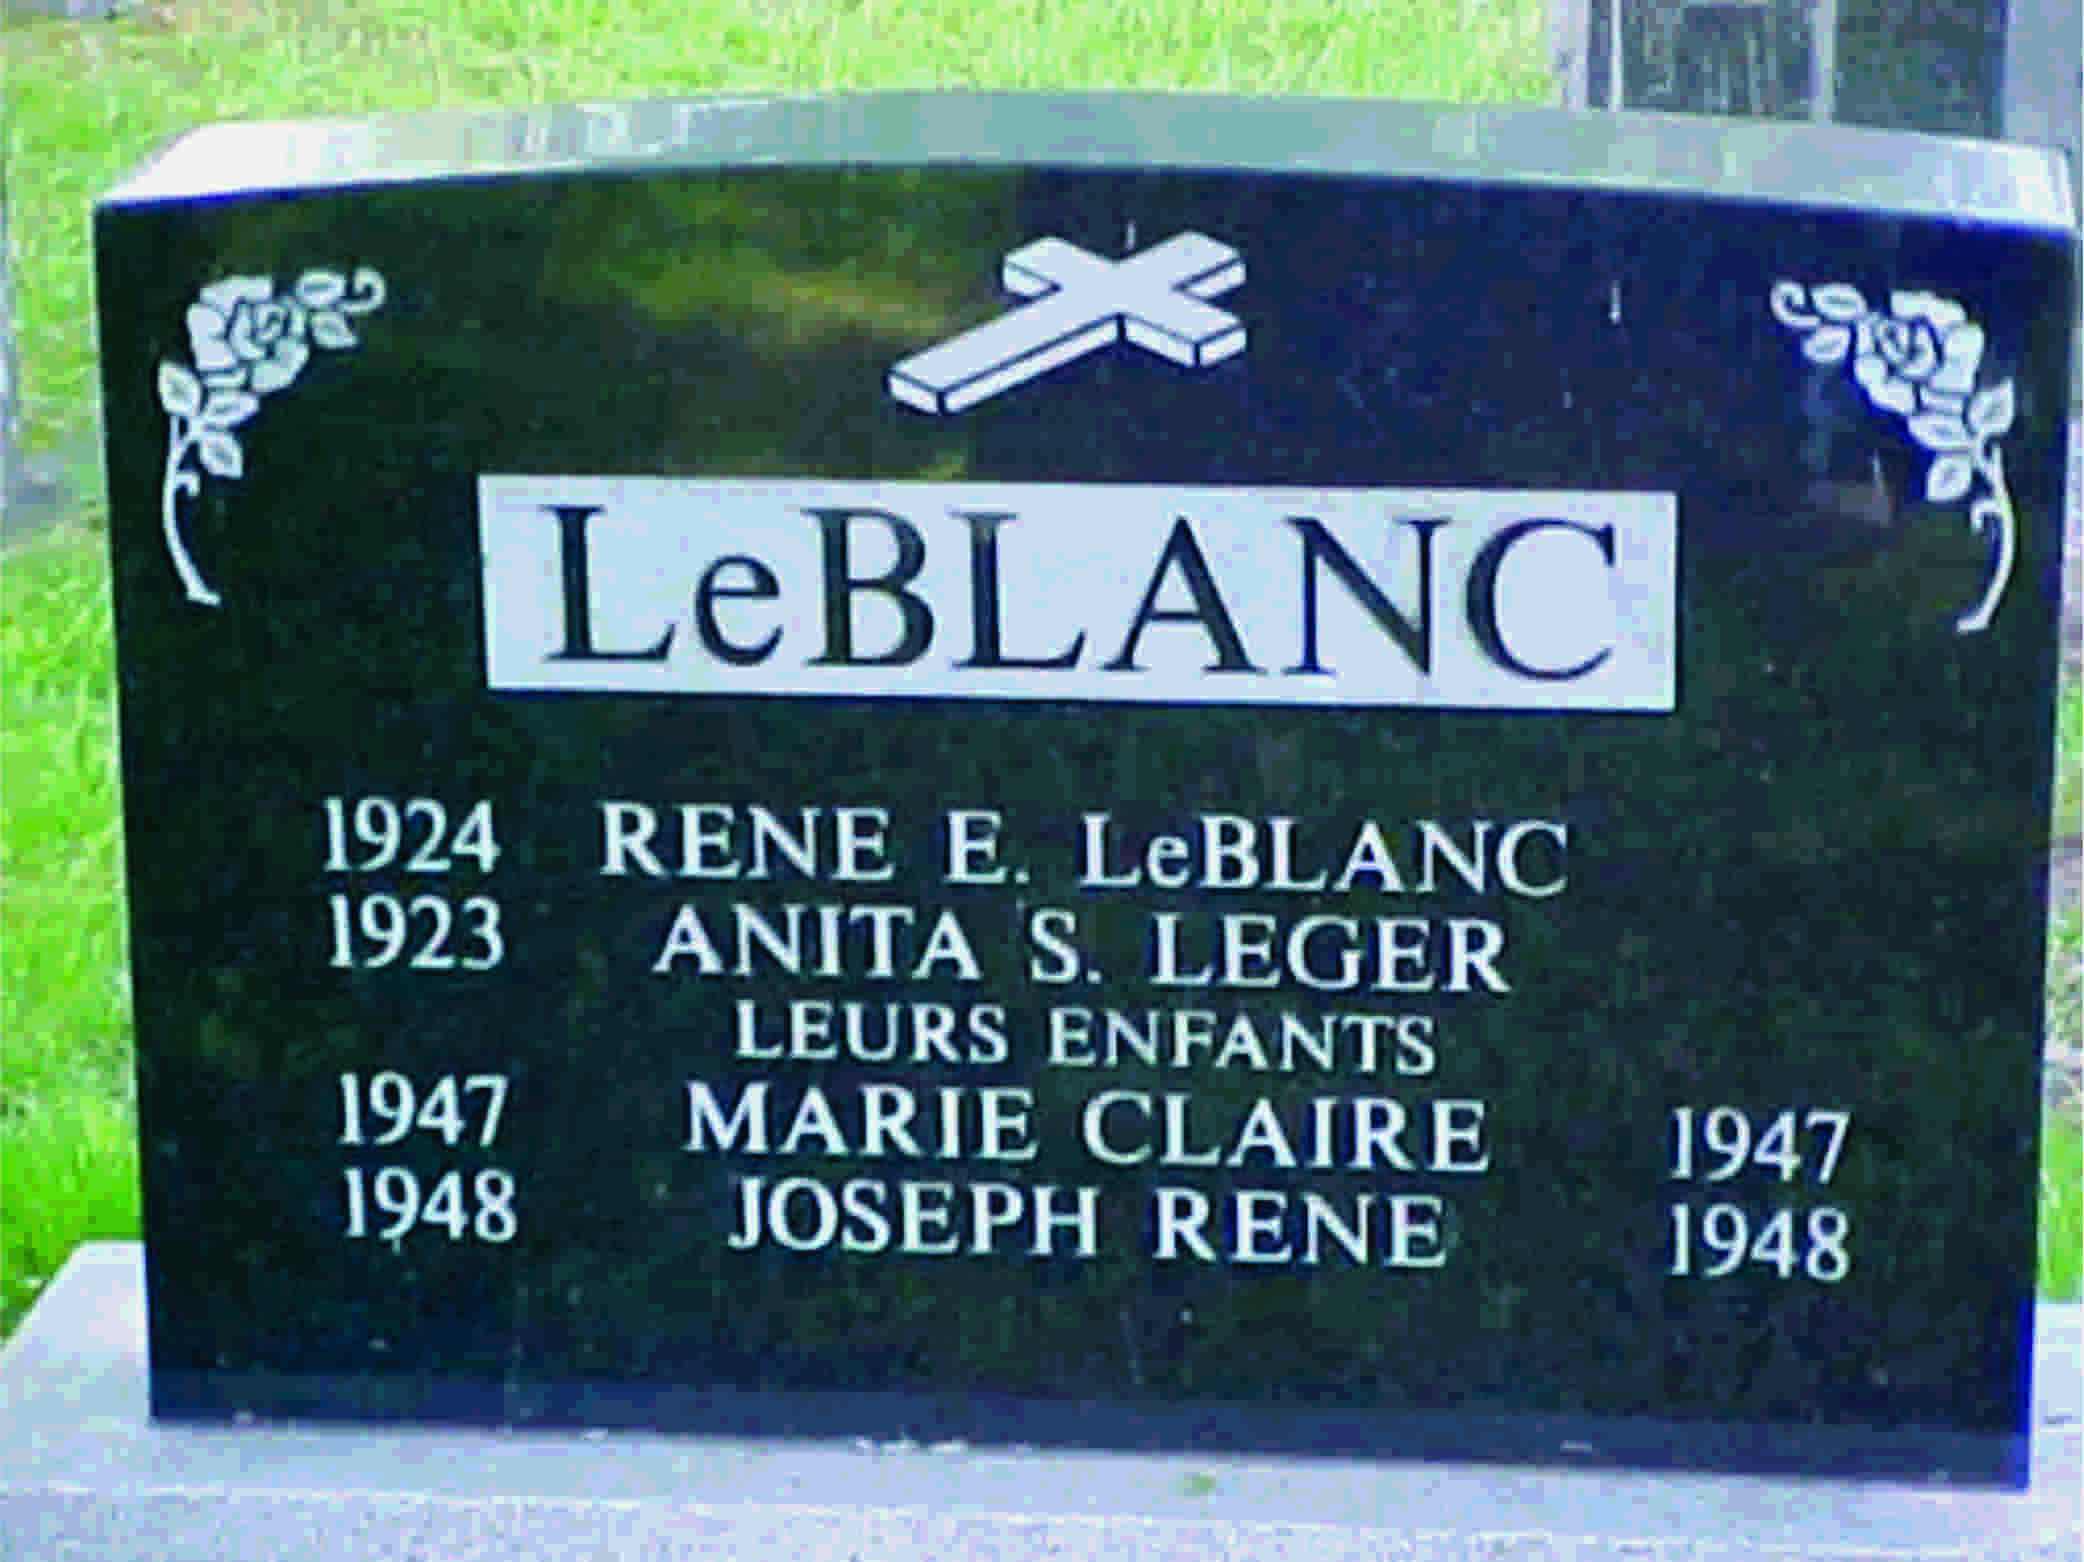 LeBLANC
1924 RENE E. LeBLANC
1923 ANITA S. LEGER
LEURS ENFANTS
1947 MARIE CLAIRE 1947
1948 JOSEPH RENE 1948